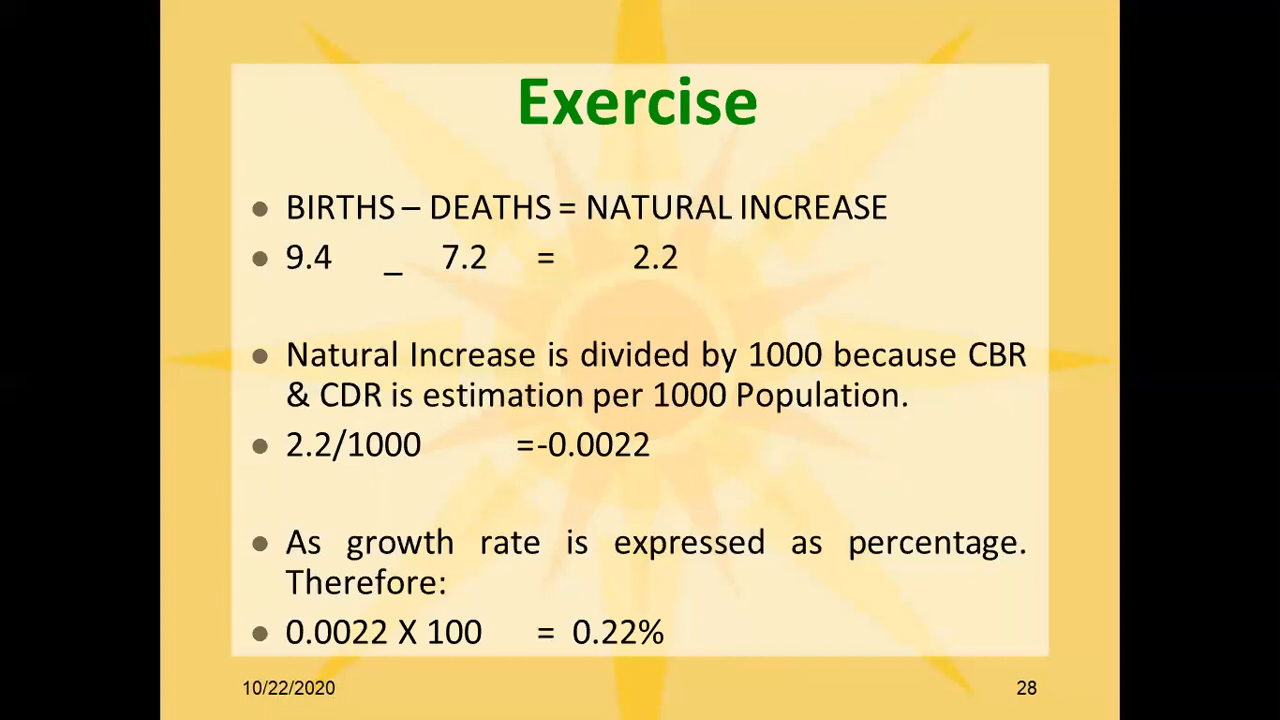 Exercise
BIRTHS – DEATHS = NATURAL INCREASE
9.4 _ 7.2 = 2.2
Natural Increase is divided by 1000 because CBR
& CDR is estimation per 1000 Population.
2.2/1000 =-0.0022
As growth rate is expressed as percentage.
Therefore:
0.0022 X 100 = 0.22%
10/22/2020 28